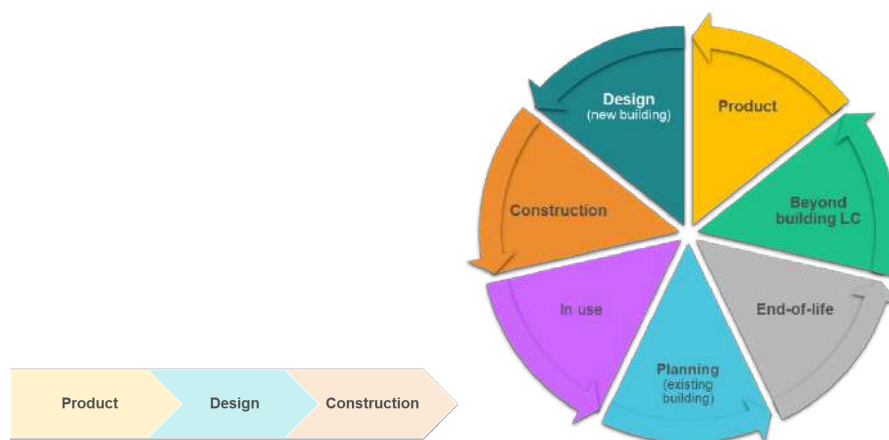 Design
(new building)
Product
Construction
Beyond
building LC
In use
End-of-life
Planning
(existing
building)
Product
Design
Construction